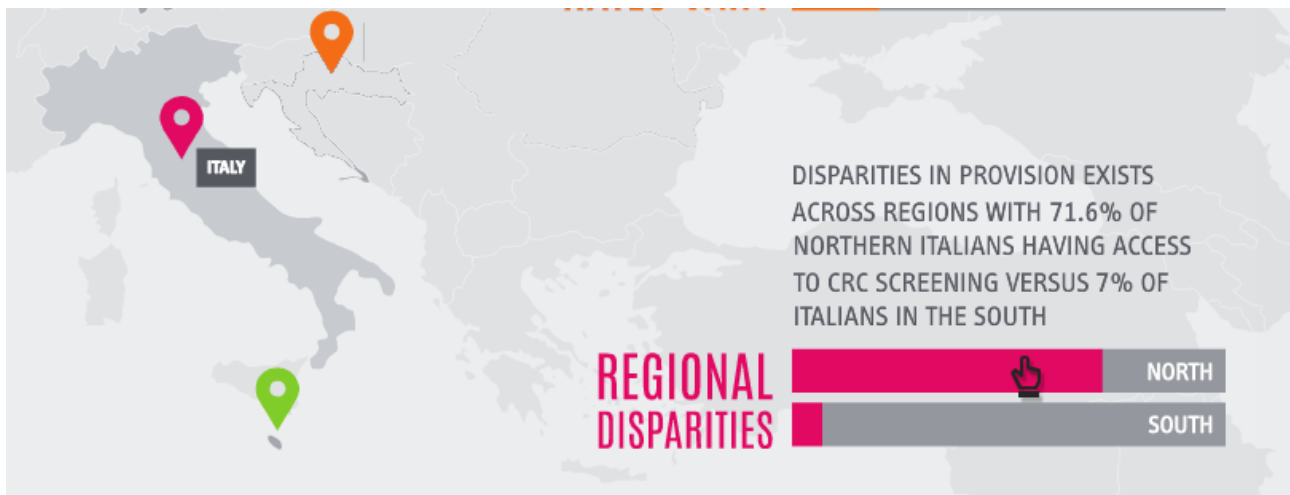 ITALY
DISPARITIES IN PROVISION EXISTS
ACROSS REGIONS WITH 71.6% OF
NORTHERN ITALIANS HAVING ACCESS
TO CRC SCREENING VERSUS 7% OF
ITALIANS IN THE SOUTH
REGIONAL
DISPARITIES
NORTH
SOUTH